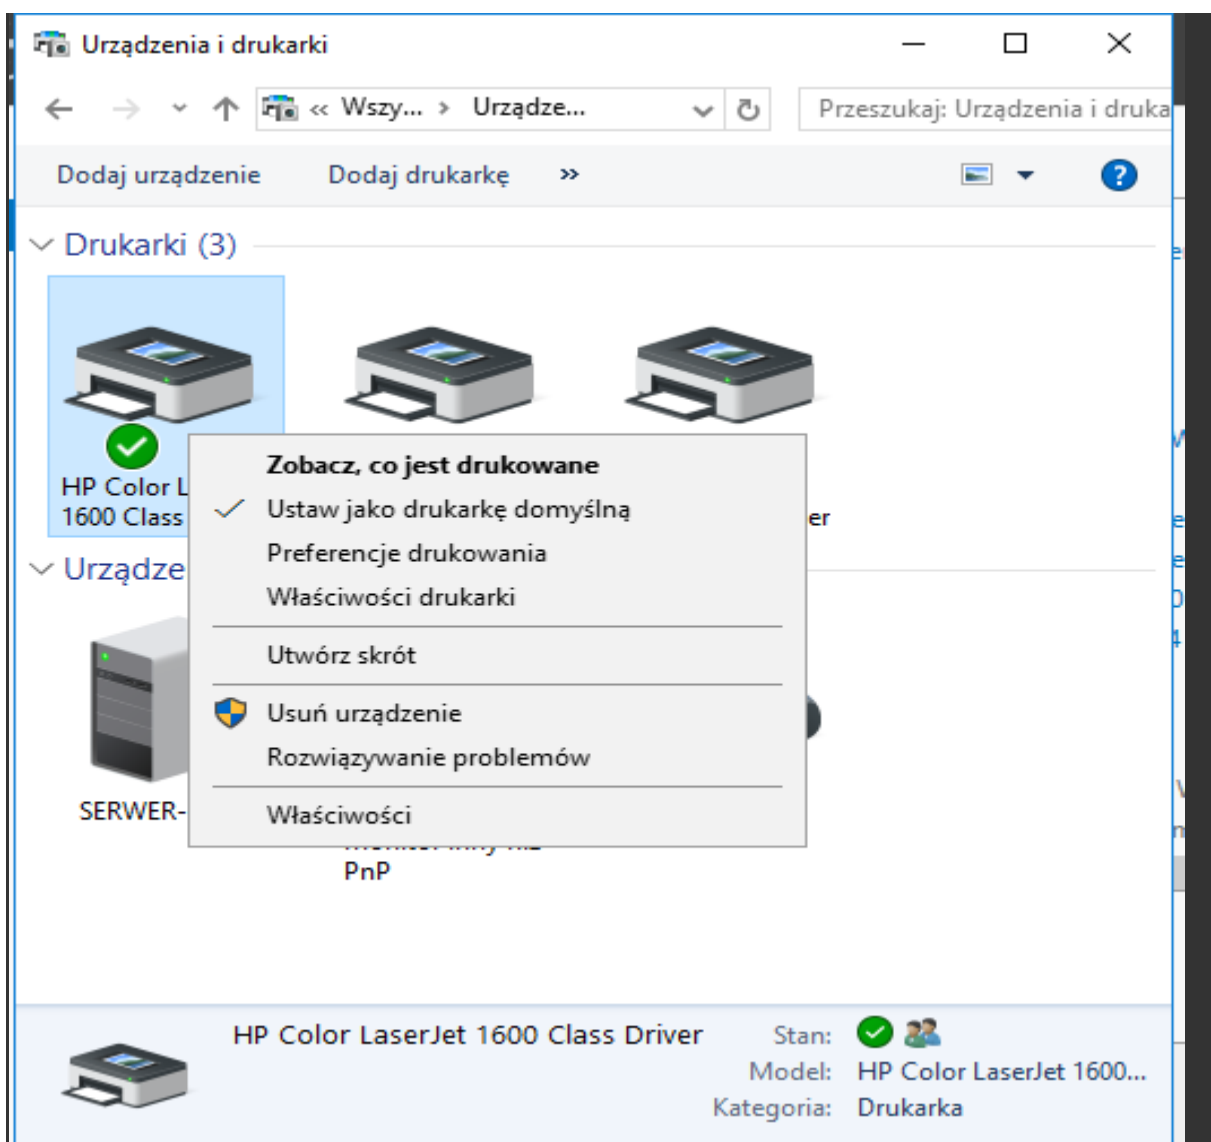 Urządzenia i drukarki
« Wszy... › Urządze...
Przeszukaj: Urządzenia i druka
Dodaj urządzenie Dodaj drukarkę »
Drukarki (3)
HP Color L
1600 Class
er
Zobacz, co jest drukowane
Ustaw jako drukarkę domyślną
Preferencje drukowania
Właściwości drukarki
Utwórz skrót
Usuń urządzenie
Rozwiązywanie problemów
Właściwości
Urządze
SERWER-
PnP
HP Color LaserJet 1600 Class Driver
Stan:
Model: HP Color LaserJet 1600...
Kategoria: Drukarka